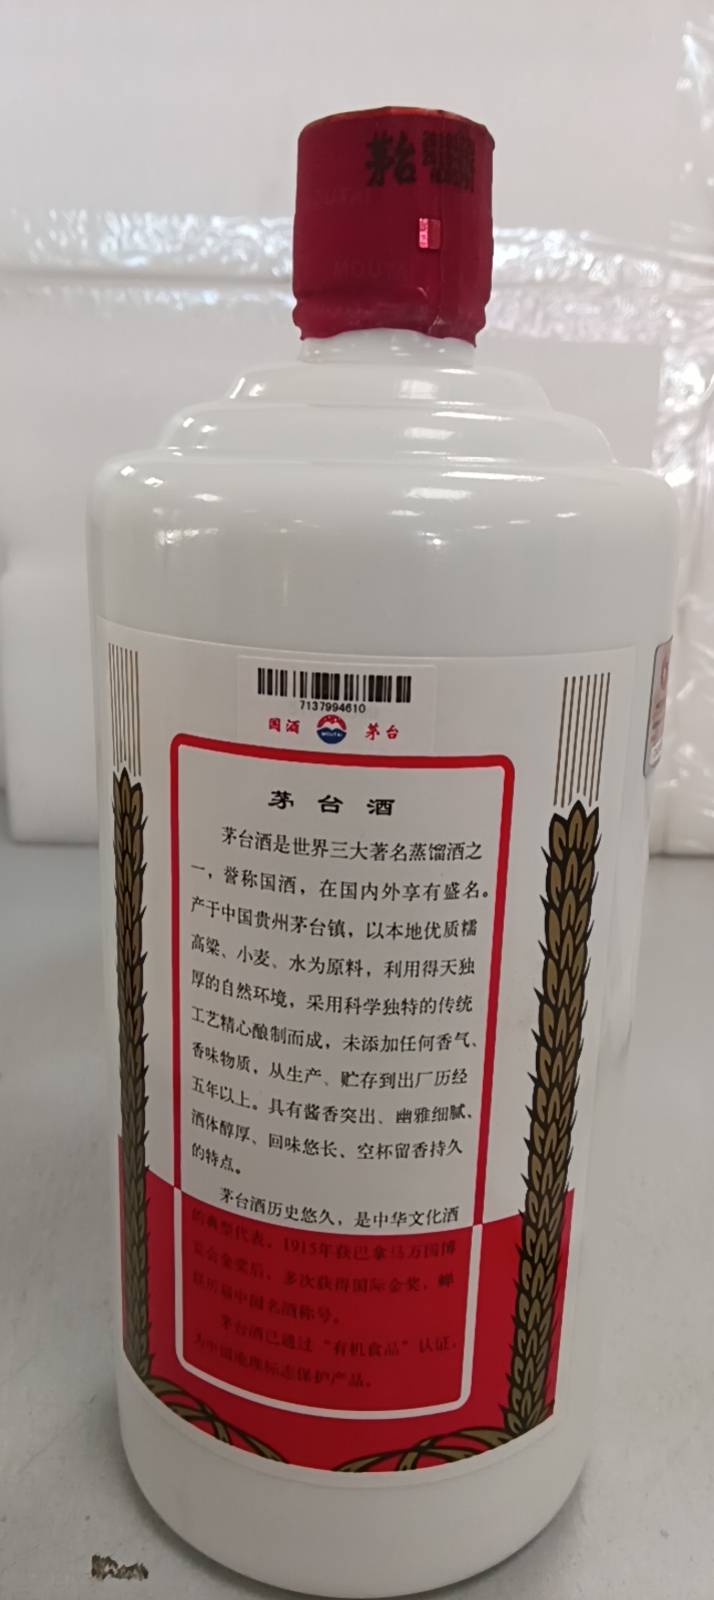 茅台
MOUTAI
7137994610
国酒 茅台
MOUTAI
茅台酒
茅台酒是世界三大著名蒸馏酒之
一，誉称国酒，在国内外享有盛名。
产于中国贵州茅台镇，以本地优质糯
高粱、小麦、水为原料，利用得天独
厚的自然环境，采用科学独特的传统
工艺精心酿制而成，未添加任何香气、
香味物质，从生产、贮存到出厂历经
五年以上。具有酱香突出、幽雅细腻、
酒体醇厚、回味悠长、空杯留香持久
的特点。
茅台酒历史悠久，是中华文化酒
的典型代表。1915年获巴拿马万国博
览会金奖后，多次获得国际金奖，蝉
联历届中国名酒称号。
茅台酒已通过“有机食品”认证，
为中国地理标志保护产品。